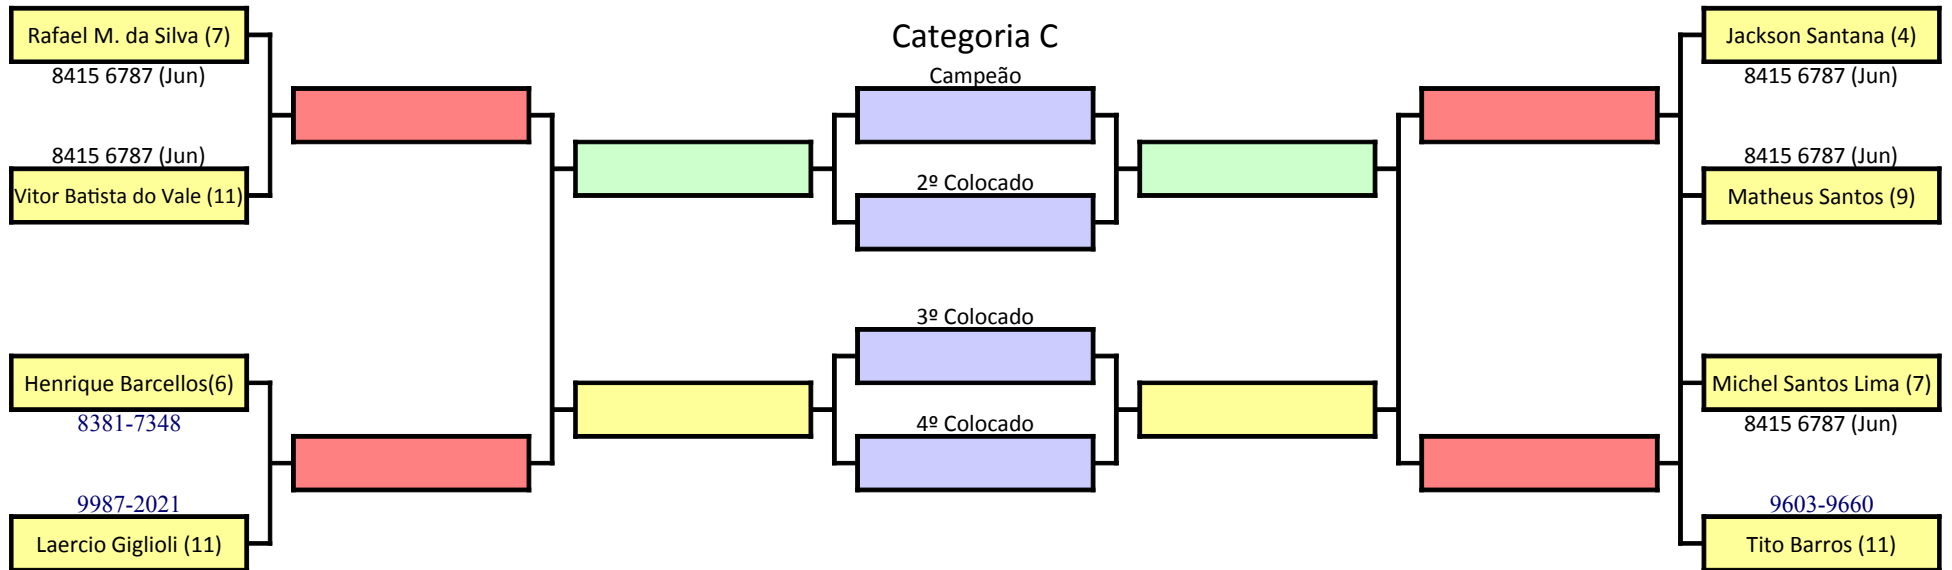 Categoria C
Rafael M. da Silva (7)
8415 6787 (Jun)
8415 6787 (Jun)
Vitor Batista do Vale (11)
Henrique Barcellos(6)
8381-7348
9987-2021
Laercio Giglioli (11)
Campeão
2º Colocado
3º Colocado
4º Colocado
Jackson Santana (4)
8415 6787 (Jun)
8415 6787 (Jun)
Matheus Santos (9)
Michel Santos Lima (7)
8415 6787 (Jun)
9603-9660
Tito Barros (11)